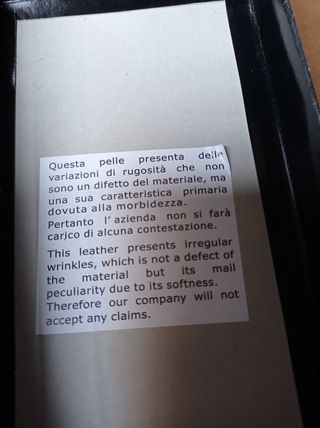 Questa pelle presenta delle
variazioni di rugosità che non
sono un difetto del materiale, ma
una sua caratteristica primaria
dovuta alla morbidezza.
Pertanto l'azienda non si farà
carico di alcuna contestazione.
This leather presents irregular
wrinkles, which is not a defect of
the material but its mail
peculiarity due to its softness.
Therefore our company will not
accept any claims.